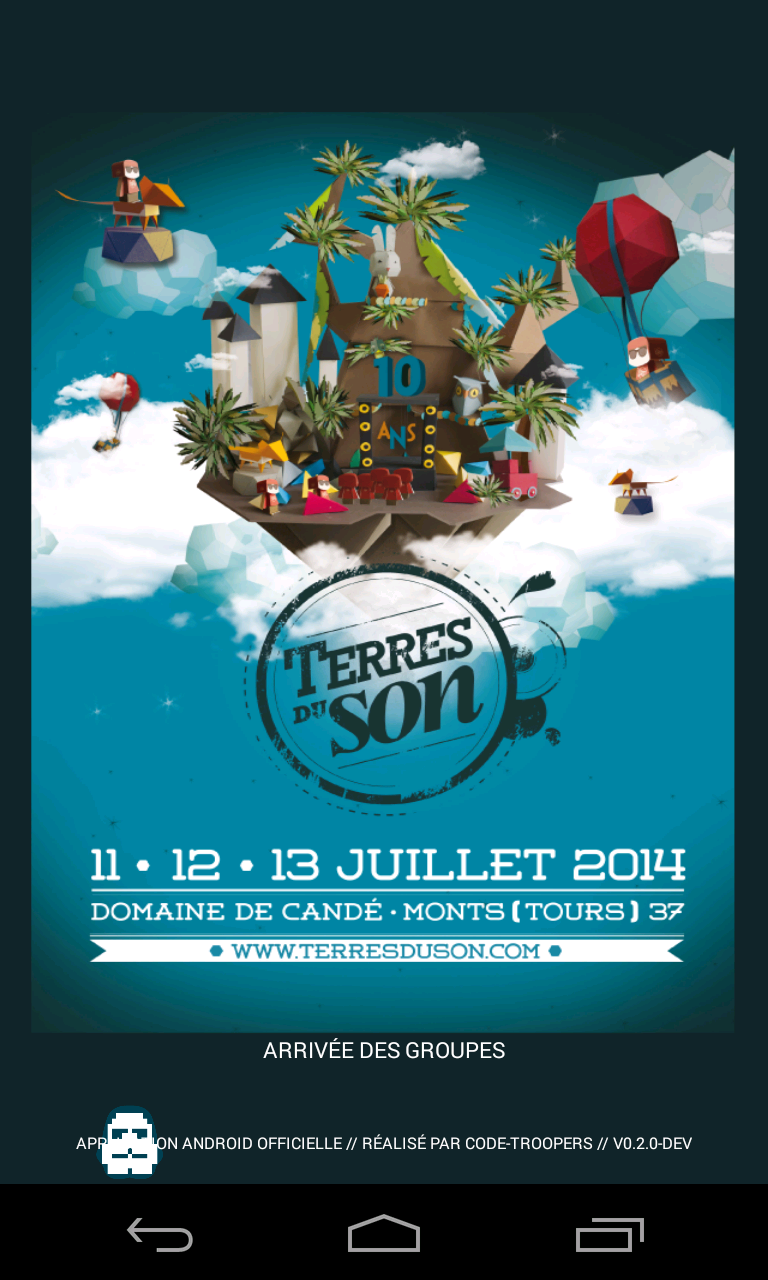 10
ANS
TERRES
DU SON
11 • 12 • 13 JUILLET 2014
DOMAINE DE CANDÉ • MONTS (TOURS) 37
WWW.TERRESDUSON.COM
ARRIVÉE DES GROUPES
ANDROID OFFICIELLE // RÉALISÉ PAR CODE-TROOPERS // V0.2.0-DEV